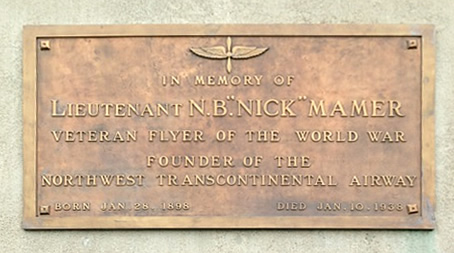 IN MEMORY OF
LIEUTENANT N.B. "NICK" MAMER
VETERAN FLYER OF THE WORLD WAR
FOUNDER OF THE
NORTHWEST TRANSCONTINENTAL AIRWAY
BORN JAN. 28. 1898 DIED JAN. 10. 1938